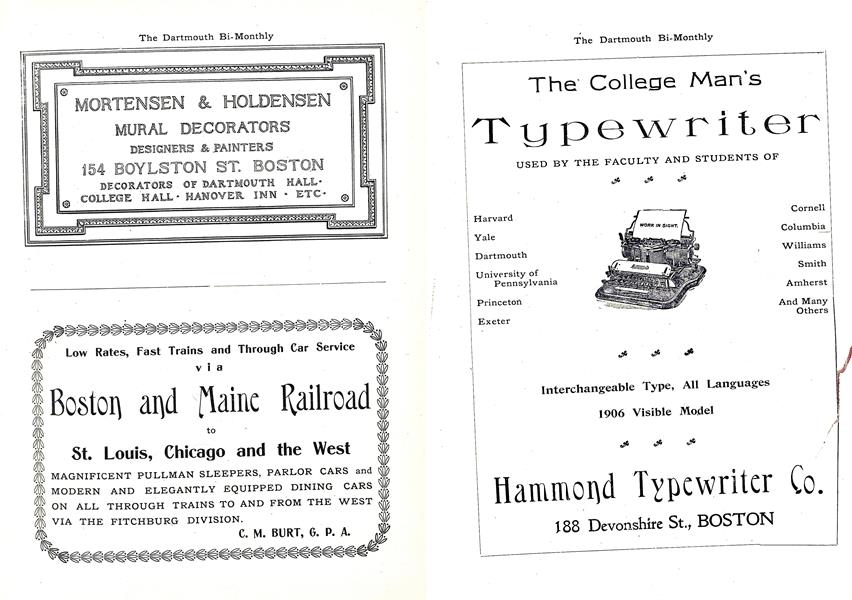 The Dartmouth Bi-Monthly
MORTENSEN & HOLDENSEN
MURAL DECORATORS
DESIGNERS & PAINTERS
154 BOYLSTON ST. BOSTON
DECORATORS OF DARTMOUTH HALL·
COLLEGE HALL · HANOVER INN · ETC·
Low Rates, Fast Trains and Through Car Service
via
Boston and Maine Railroad
to
St. Louis, Chicago and the West
MAGNIFICENT PULLMAN SLEEPERS, PARLOR CARS and
MODERN AND ELEGANTLY EQUIPPED DINING CARS
ON ALL THROUGH TRAINS TO AND FROM THE WEST
VIA THE FITCHBURG DIVISION.
C. M. BURT, G. P. A.
The Dartmouth Bi-Monthly
The College Man's
Typewriter
USED BY THE FACULTY AND STUDENTS OF
Harvard
Yale
Dartmouth
University of
Pennsylvania
Princeton
Exeter
WORK IN SIGHT.
Cornell
Columbia
Williams
Smith
Amherst
And Many
Others
Interchangeable Type, All Languages
1906 Visible Model
Hammond Typewriter Co.
188 Devonshire St., BOSTON